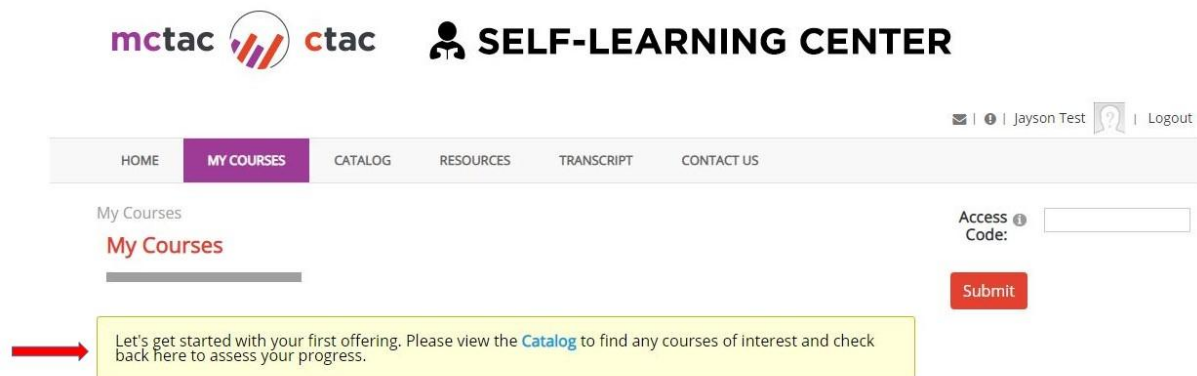 mctac ctac SELF-LEARNING CENTER
Jayson Test | Logout
HOME MY COURSES CATALOG RESOURCES TRANSCRIPT CONTACT US
My Courses
My Courses
Access
Code:
Submit
Let's get started with your first offering. Please view the Catalog to find any courses of interest and check
back here to assess your progress.